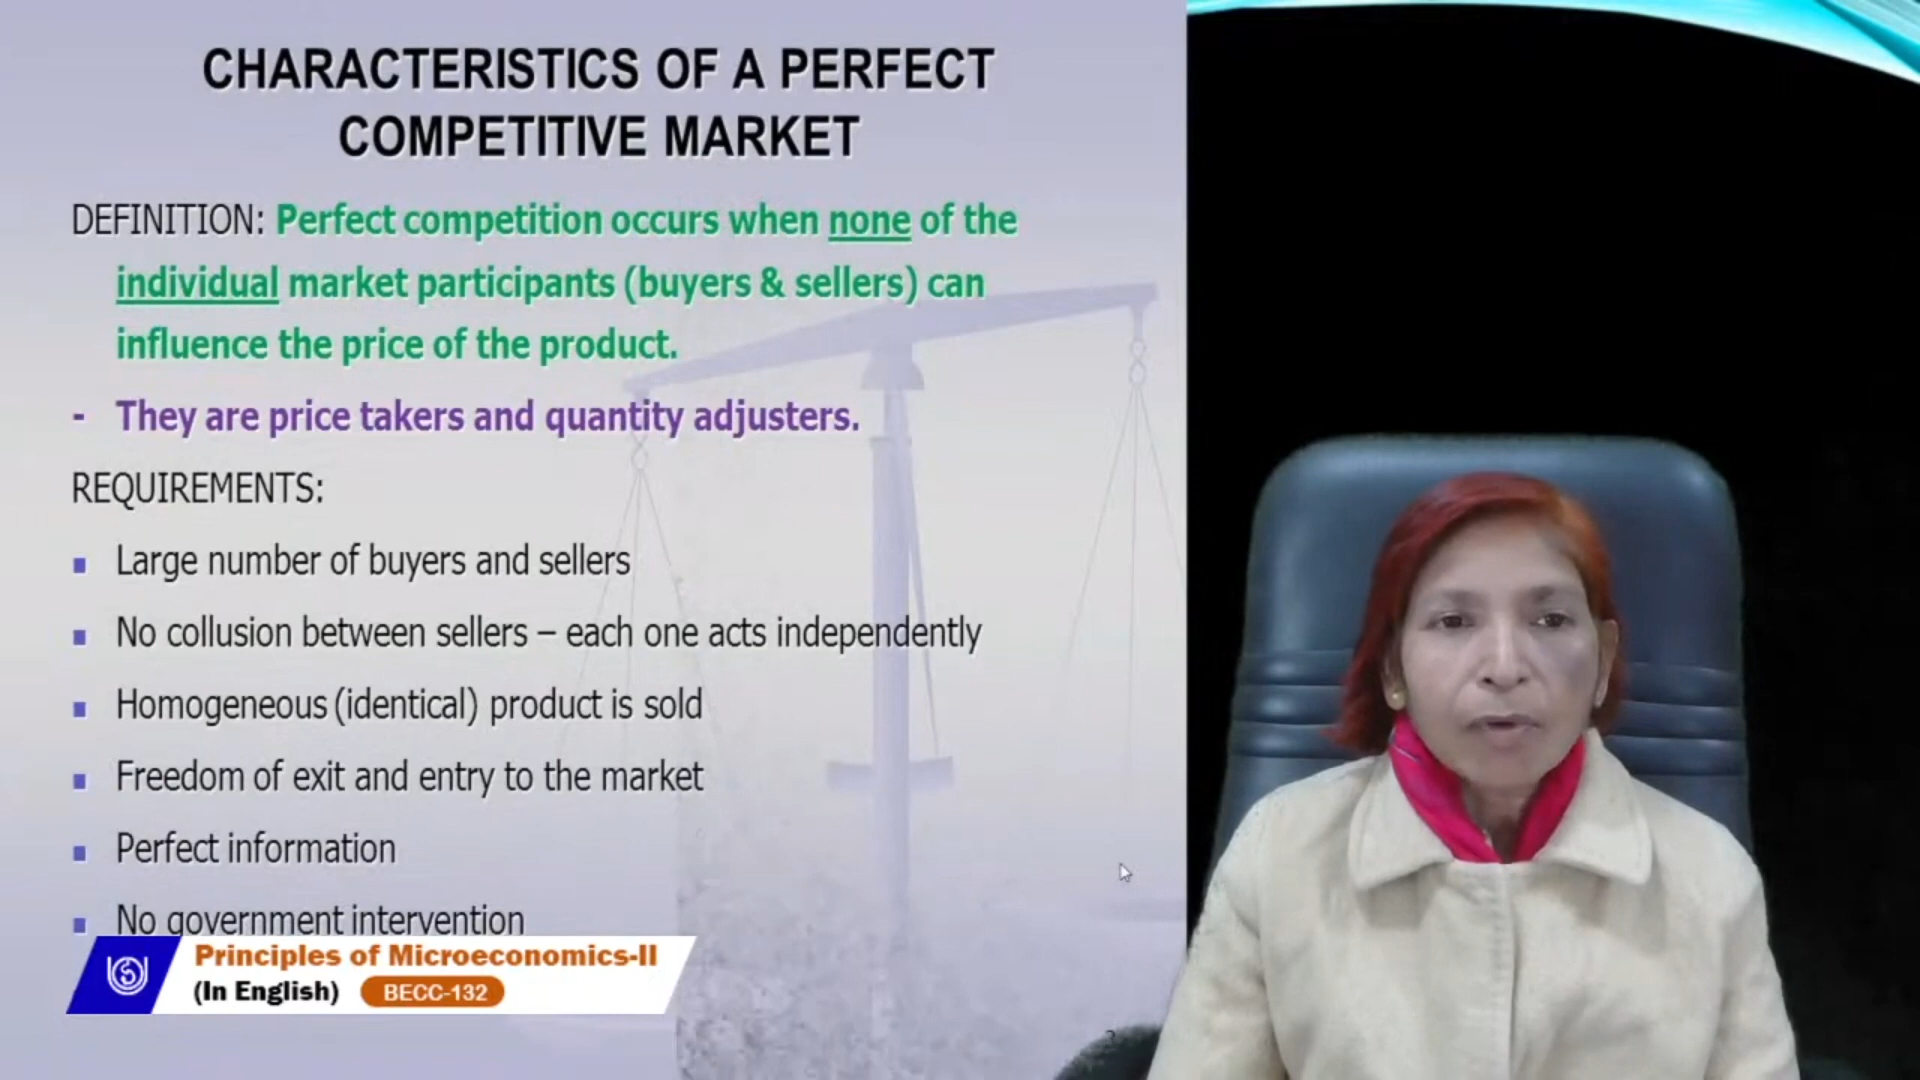 CHARACTERISTICS OF A PERFECT
COMPETITIVE MARKET
DEFINITION: Perfect competition occurs when none of the
individual market participants (buyers & sellers) can
influence the price of the product.
- They are price takers and quantity adjusters.
REQUIREMENTS:
▪ Large number of buyers and sellers
▪ No collusion between sellers – each one acts independently
▪ Homogeneous (identical) product is sold
▪ Freedom of exit and entry to the market
▪ Perfect information
▪ No government intervention
Principles of Microeconomics-II
(In English) BECC-132